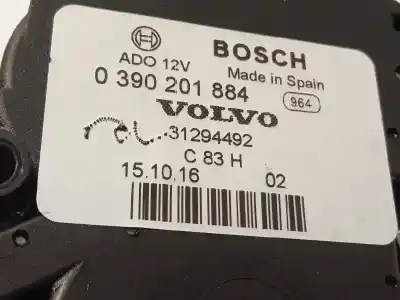 BOSCH
ADO 12V Made in Spain
0 390 201 884 964
VOLVO
31294492
C 83 H
15.10.16 02